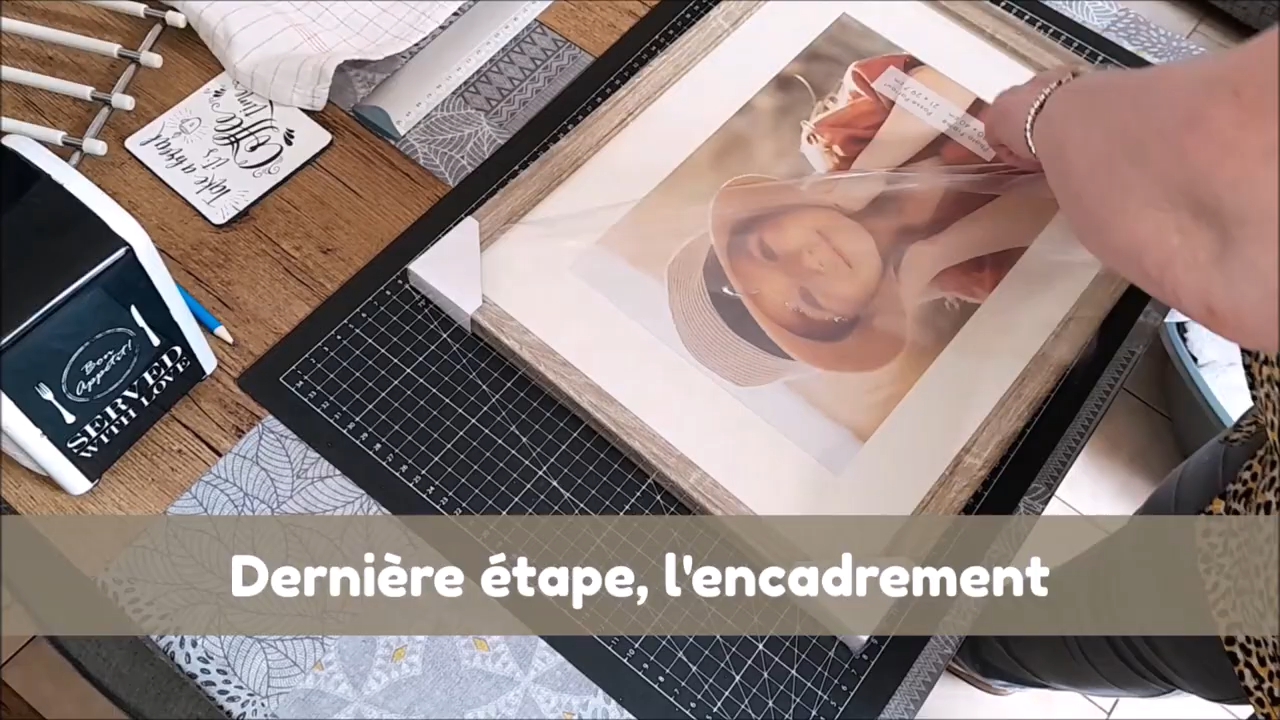 Take a break
it's
Coffee
Time
Bon
Appétit!
SERVED
WITH LOVE
Dernière étape, l'encadrement